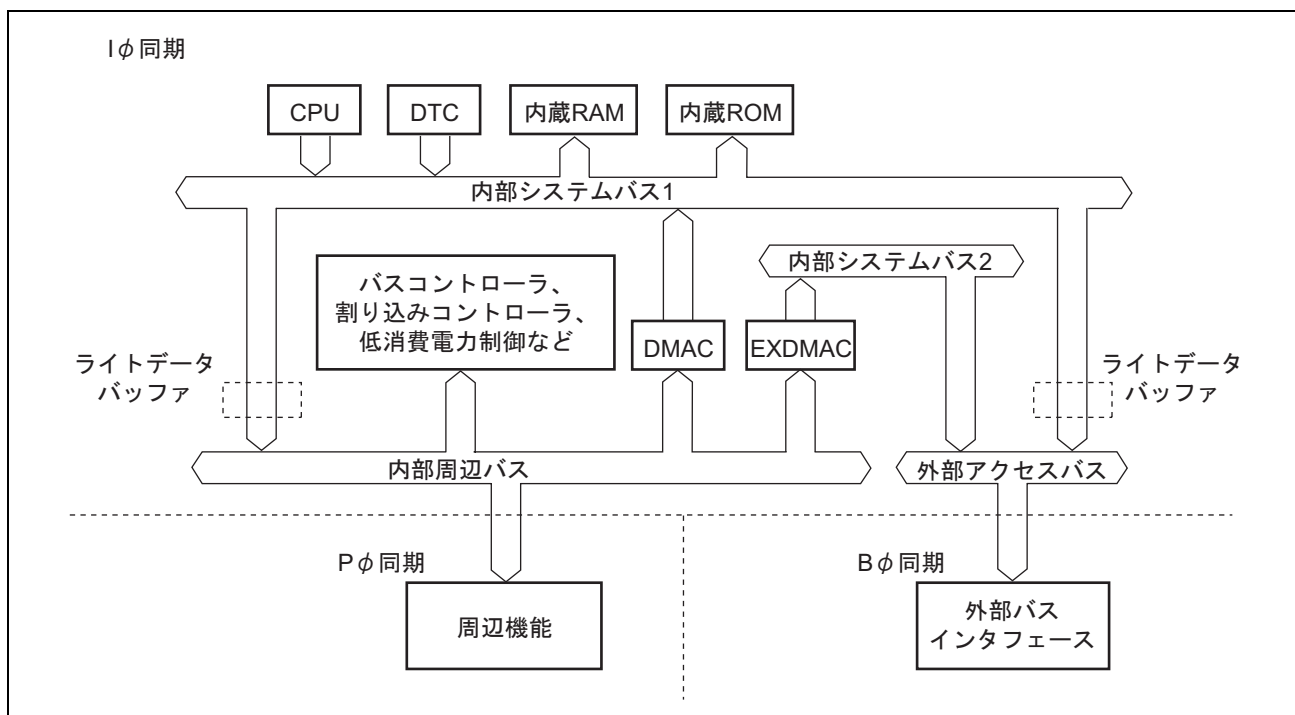 Iφ同期
CPU
DTC
内蔵RAM
内蔵ROM
内部システムバス1
内部システムバス2
バスコントローラ、
割り込みコントローラ、
低消費電力制御など
DMAC
EXDMAC
ライトデータ
バッファ
ライトデータ
バッファ
内部周辺バス
外部アクセスバス
Pφ同期
Bφ同期
周辺機能
外部バス
インタフェース